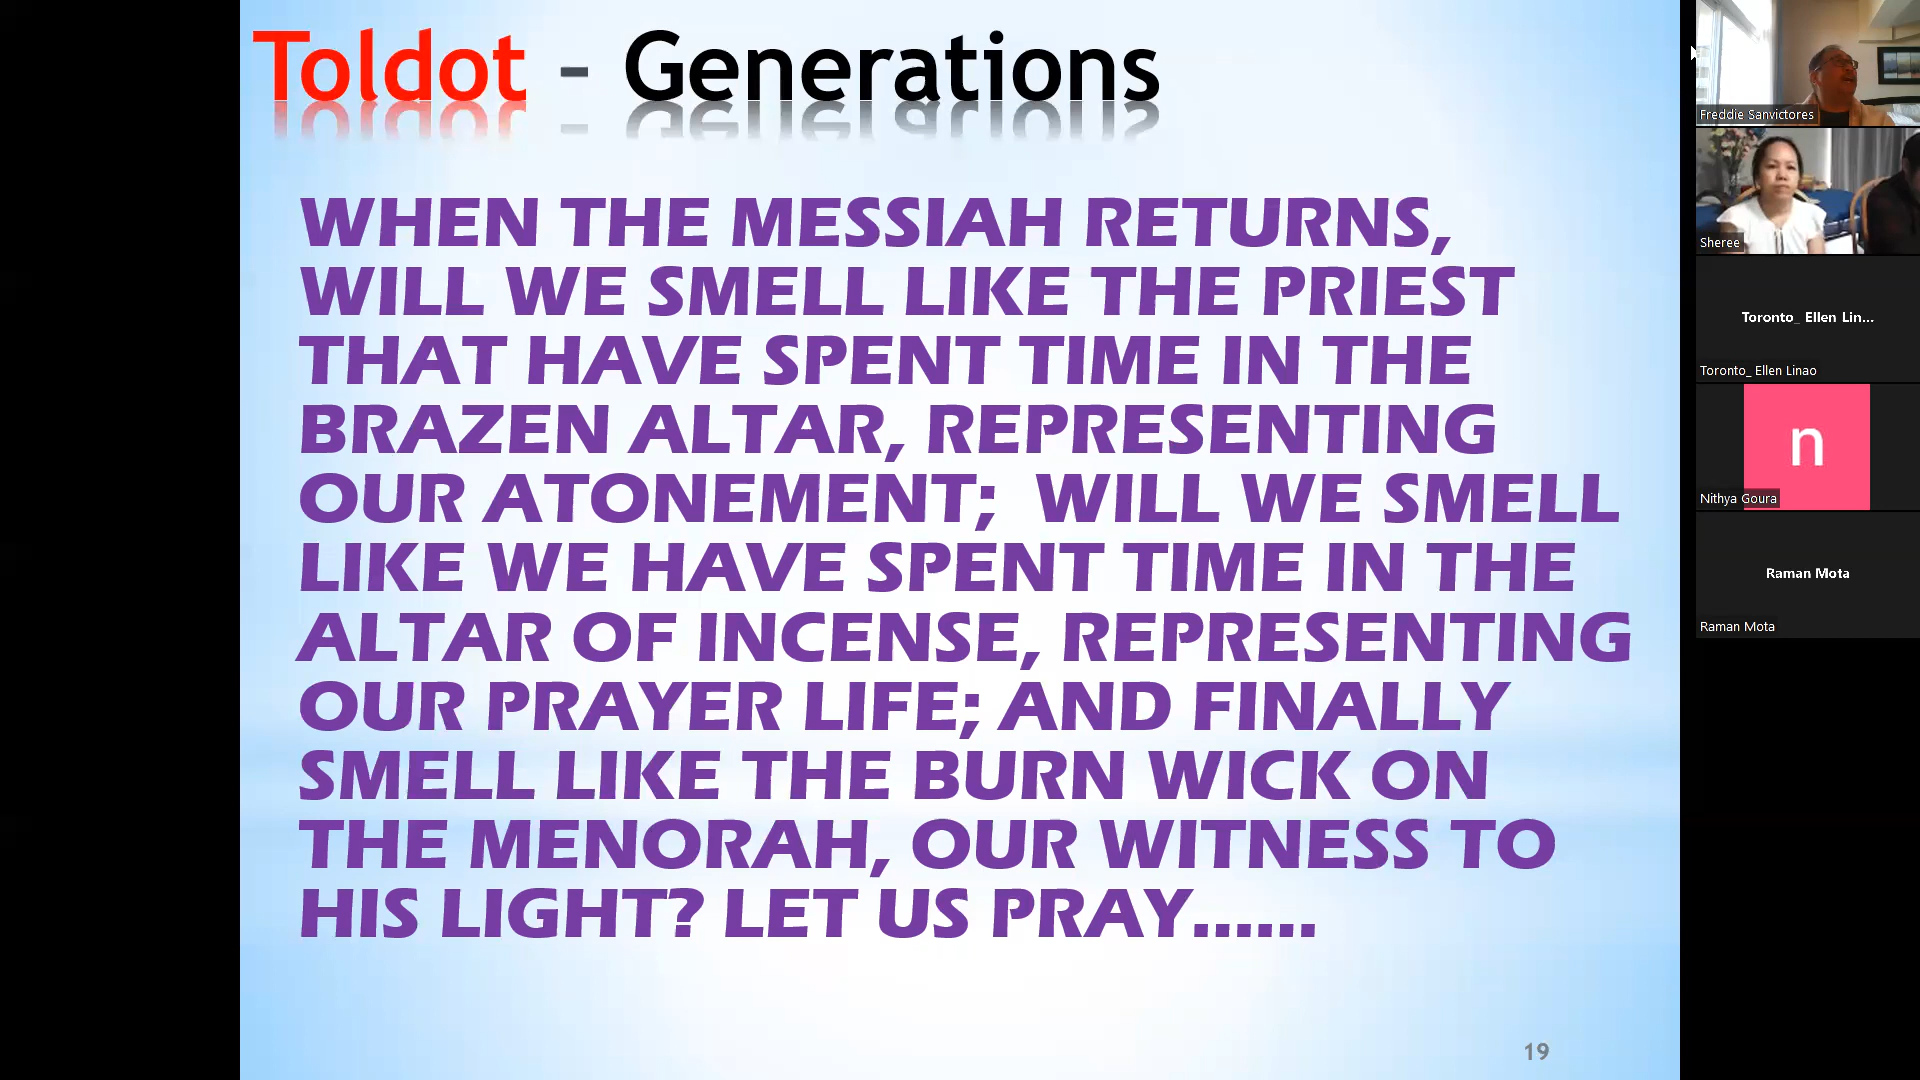 Toldot - Generations
WHEN THE MESSIAH RETURNS,
WILL WE SMELL LIKE THE PRIEST
THAT HAVE SPENT TIME IN THE
BRAZEN ALTAR, REPRESENTING
OUR ATONEMENT;  WILL WE SMELL
LIKE WE HAVE SPENT TIME IN THE
ALTAR OF INCENSE, REPRESENTING
OUR PRAYER LIFE; AND FINALLY
SMELL LIKE THE BURN WICK ON
THE MENORAH, OUR WITNESS TO
HIS LIGHT? LET US PRAY......
19
Freddie Sanvictores
Sheree
Toronto_ Ellen Lin...
Toronto_ Ellen Linao
n
Nithya Goura
Raman Mota
Raman Mota